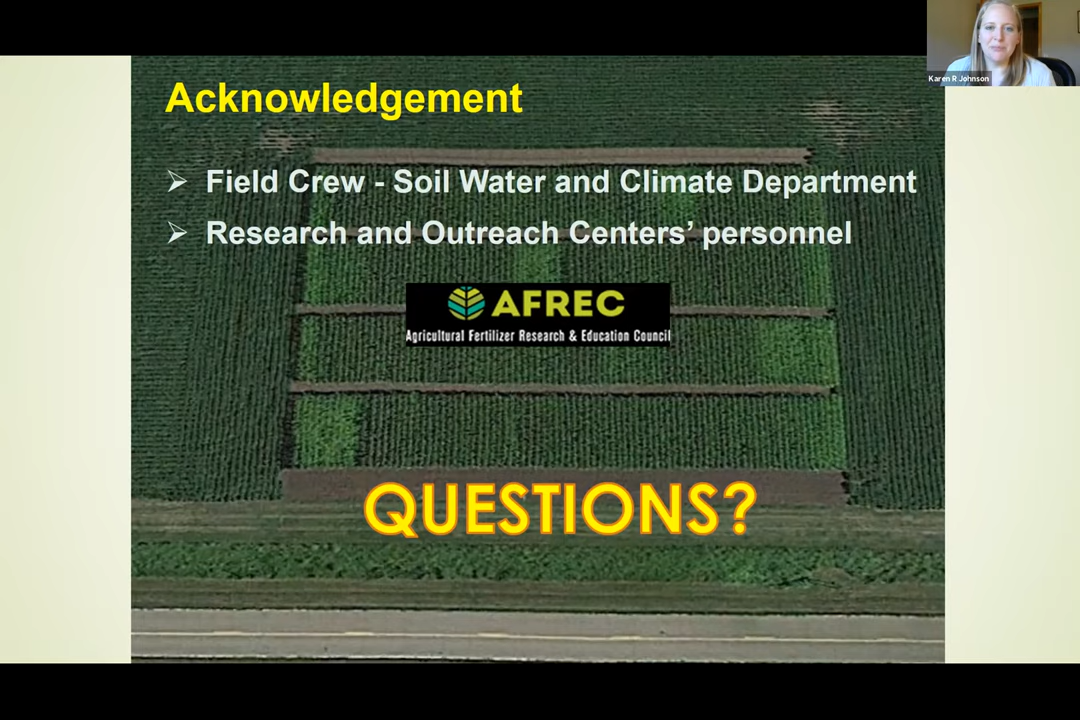 Karen R Johnson
Acknowledgement
Field Crew - Soil Water and Climate Department
Research and Outreach Centers’ personnel
AFREC
Agricultural Fertilizer Research & Education Council
QUESTIONS?